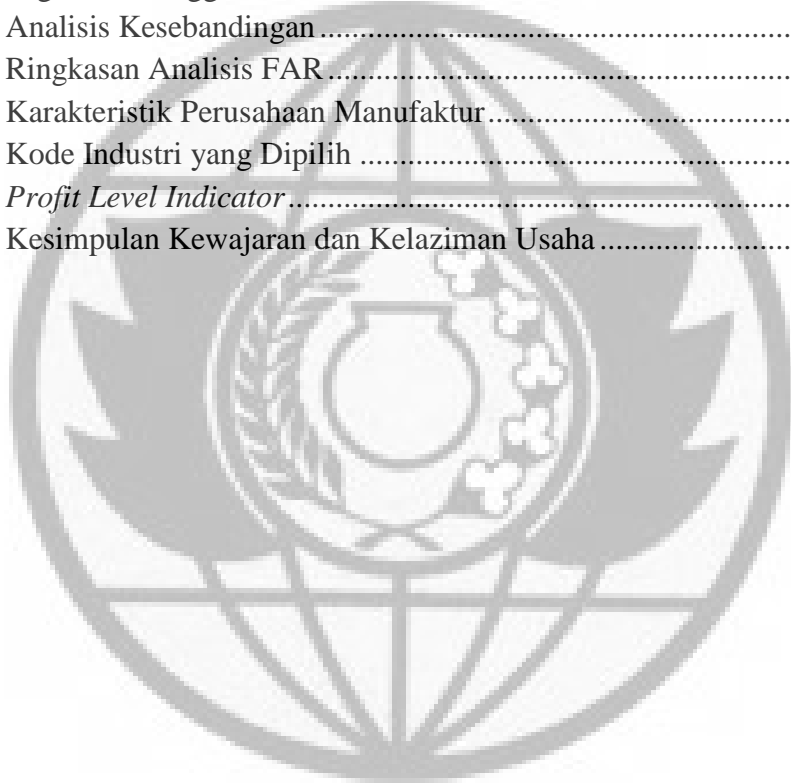 Analisis Kesebandingan ...................................................
Ringkasan Analisis FAR ..................................................
Karakteristik Perusahaan Manufaktur ................................
Kode Industri yang Dipilih ..............................................
Profit Level Indicator ......................................................
Kesimpulan Kewajaran dan Kelaziman Usaha .....................